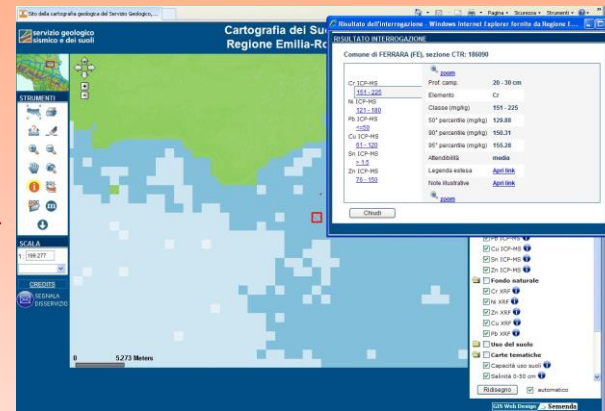 Sito della cartografia geologica del Servizio Geologico,...
Pagina
Sicurezza
Strumenti
servizio geologico
sismico e dei suoli
Cartografia dei Su
Regione Emilia-Ro
Risultato dell'interrogazione - Windows Internet Explorer fornito da Regione E...
RISULTATO INTERROGAZIONE
Comune di FERRARA (FE), sezione CTR: 186090
zoom
Cr ICP-MS
151 - 225
Ni ICP-MS
121 - 180
Pb ICP-MS
<=50
Cu ICP-MS
61 - 120
Sn ICP-MS
> 1.5
Zn ICP-MS
76 - 150
Prof. camp. 20 - 30 cm
Elemento Cr
Classe (mg/kg) 151 - 225
50° percentile (mg/kg) 129.88
90° percentile (mg/kg) 150.31
95° percentile (mg/kg) 155.28
Attendibilità media
Legenda estesa Apri link
Note illustrative Apri link
zoom
Chiudi
STRUMENTI
SCALA
1: 199.277
CREDITS
SEGNALA
DISSERVIZIO
0 5.273 Meters
Pb ICP-MS
Cu ICP-MS
Sn ICP-MS
Zn ICP-MS
Fondo naturale
Cr XRF
Ni XRF
Zn XRF
Cu XRF
Pb XRF
Uso del suolo
Carte tematiche
Capacità uso suoli
Salinità 0-50 cm
Ridisegno automatico
GIS Web Design Semenda